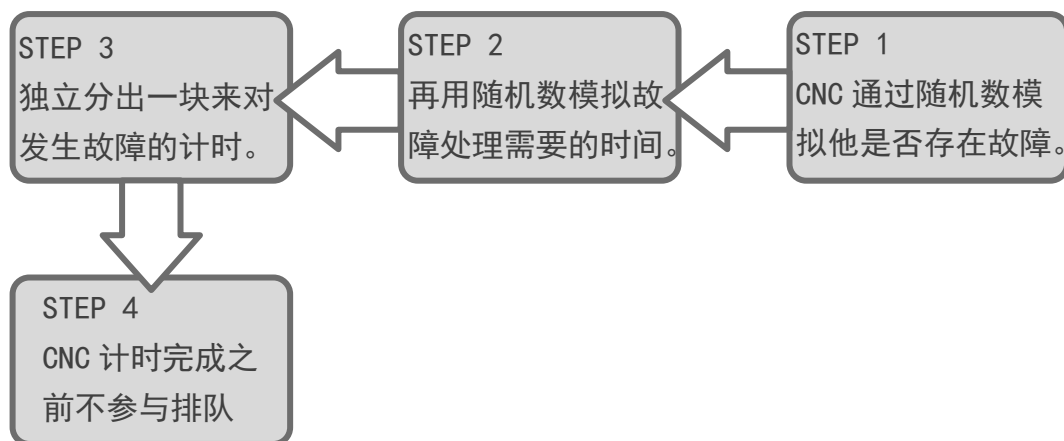 STEP 1
CNC 通过随机数模
拟他是否存在故障。
STEP 2
再用随机数模拟故
障处理需要的时间。
STEP 3
独立分出一块来对
发生故障的计时。
STEP 4
CNC 计时完成之
前不参与排队